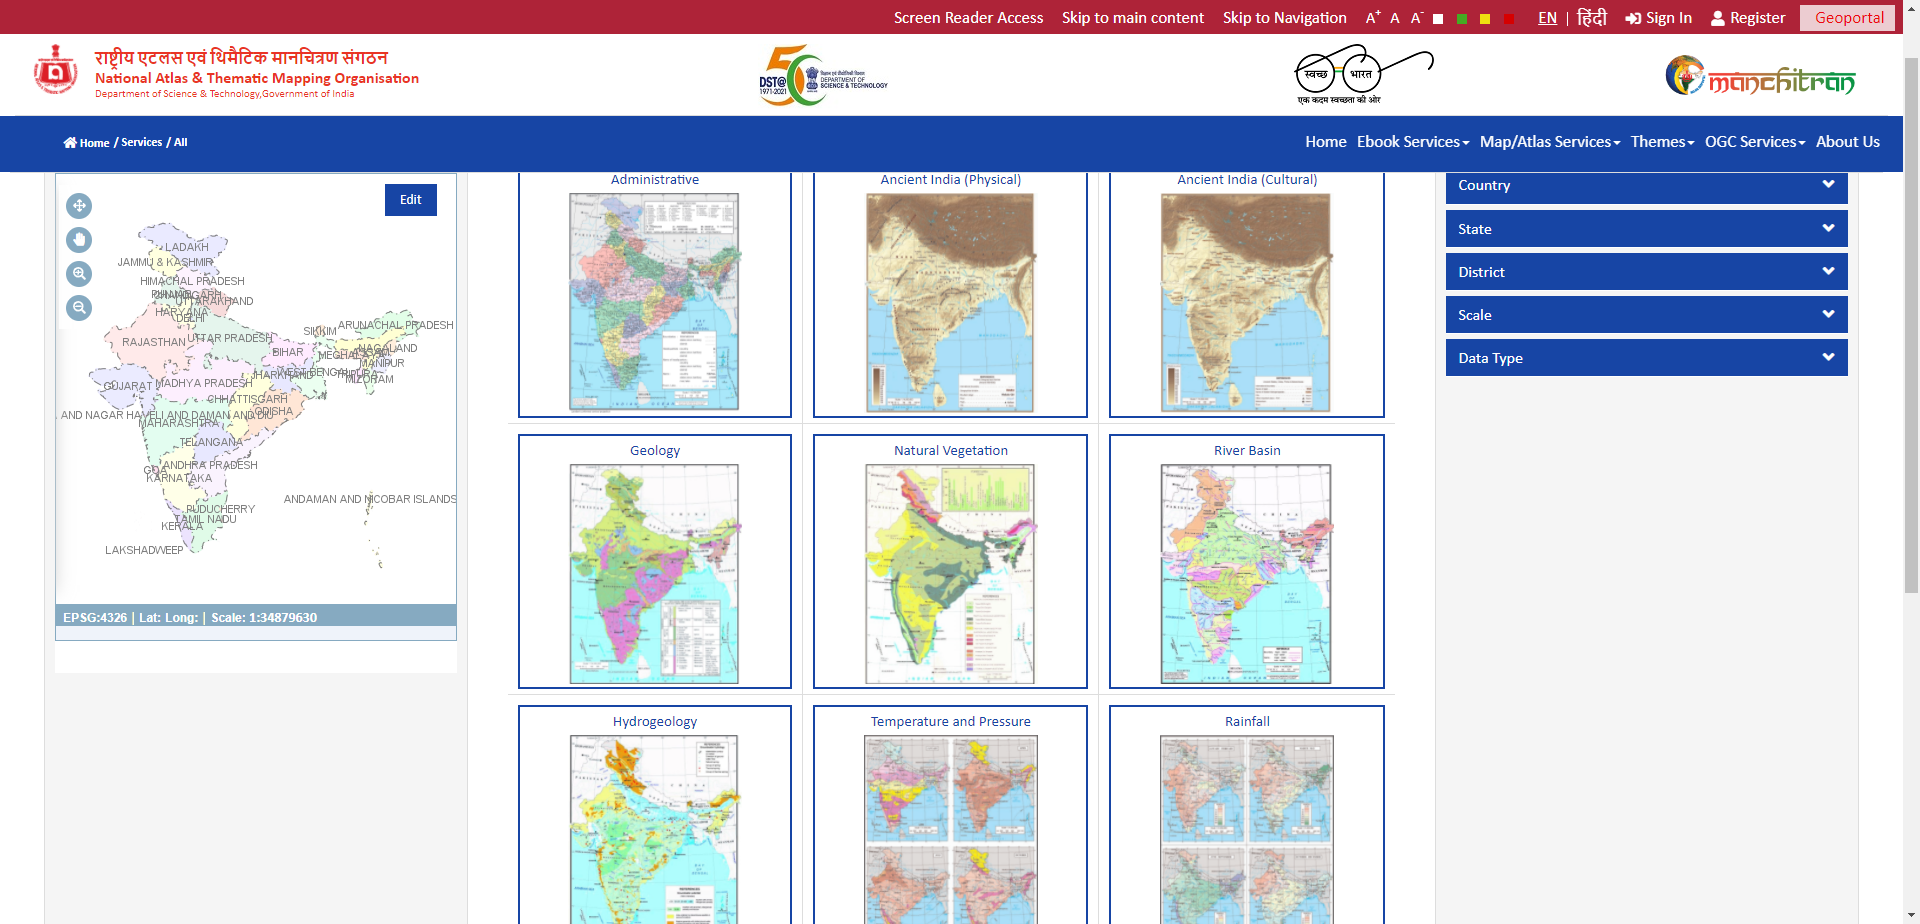 Screen Reader Access Skip to main content Skip to Navigation A+ A A- EN | हिंदी Sign In Register Geoportal
राष्ट्रीय एटलस एवं थिमैटिक मानचित्रण संगठन
National Atlas & Thematic Mapping Organisation
Department of Science & Technology,Government of India
50
DST@
1971-2021
DEPARTMENT OF
SCIENCE & TECHNOLOGY
स्वच्छ भारत
एक कदम स्वच्छता की ओर
manchitran
Home / Services / All
Home Ebook Services Map/Atlas Services Themes OGC Services About Us
Edit
LADAKH
JAMMU & KASHMIR
HIMACHAL PRADESH
UTTARAKHAND
HARYANA
DELHI
ARUNACHAL PRADESH
SIKKIM
RAJASTHAN
UTTAR PRADESH
BIHAR
NAGALAND
MEGHALAYA
MANIPUR
WEST BENGAL
TRIPURA
JHARKHAND
MIZORAM
GUJARAT
MADHYA PRADESH
CHHATTISGARH
ODISHA
AND NAGAR HAVELI AND DAMAN AND DIU
MAHARASHTRA
TELANGANA
ANDHRA PRADESH
GOA
KARNATAKA
ANDAMAN AND NICOBAR ISLANDS
PUDUCHERRY
TAMIL NADU
KERALA
LAKSHADWEEP
EPSG:4326 | Lat: Long: | Scale: 1:34879630
Administrative
Ancient India (Physical)
Ancient India (Cultural)
Geology
Natural Vegetation
River Basin
Hydrogeology
Temperature and Pressure
Rainfall
Country
State
District
Scale
Data Type